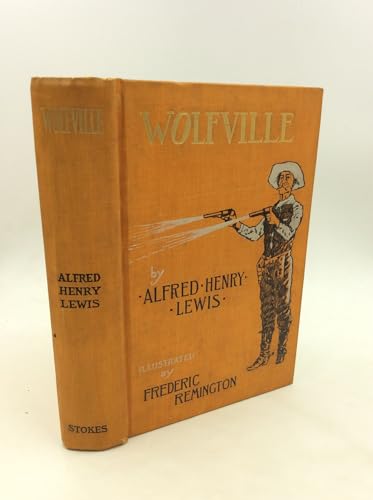 WOLFVILLE
ALFRED
HENRY
LEWIS
STOKES
WOLFVILLE
by
·ALFRED·HENRY·
·LEWIS·
ILLUSTRATED
by
FREDERIC
REMINGTON